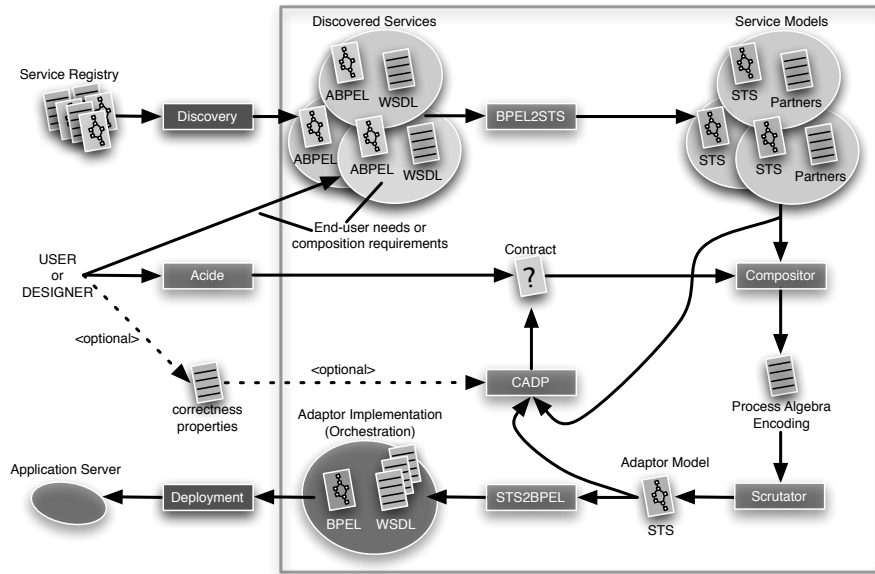 Discovered Services
Service Models
Service Registry
ABPEL
WSDL
STS
Partners
Discovery
BPEL2STS
ABPEL
ABPEL
WSDL
STS
STS
Partners
End-user needs or
composition requirements
USER
or
DESIGNER
Acide
Contract
?
Compositor
<optional>
<optional>
CADP
correctness
properties
Process Algebra
Encoding
Adaptor Implementation
(Orchestration)
Application Server
Adaptor Model
Deployment
BPEL
WSDL
STS2BPEL
STS
Scrutator